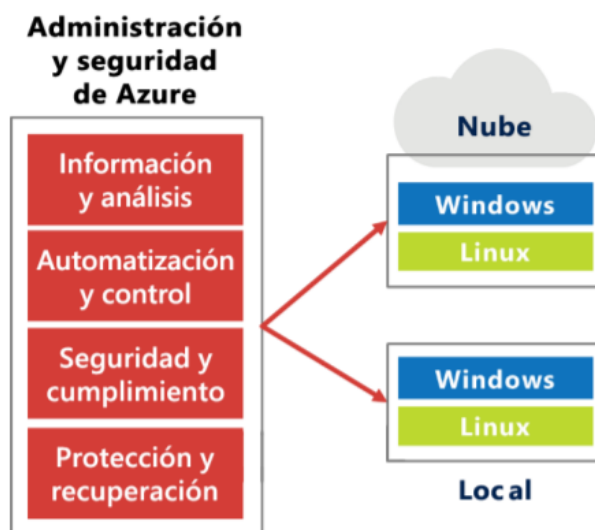 Administración
y seguridad
de Azure
Información
y análisis
Automatización
y control
Seguridad y
cumplimiento
Protección y
recuperación
Nube
Windows
Linux
Windows
Linux
Local